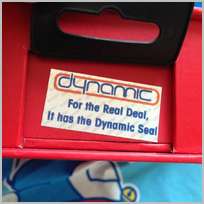 dynamic
For the Real Deal,
It has the Dynamic Seal